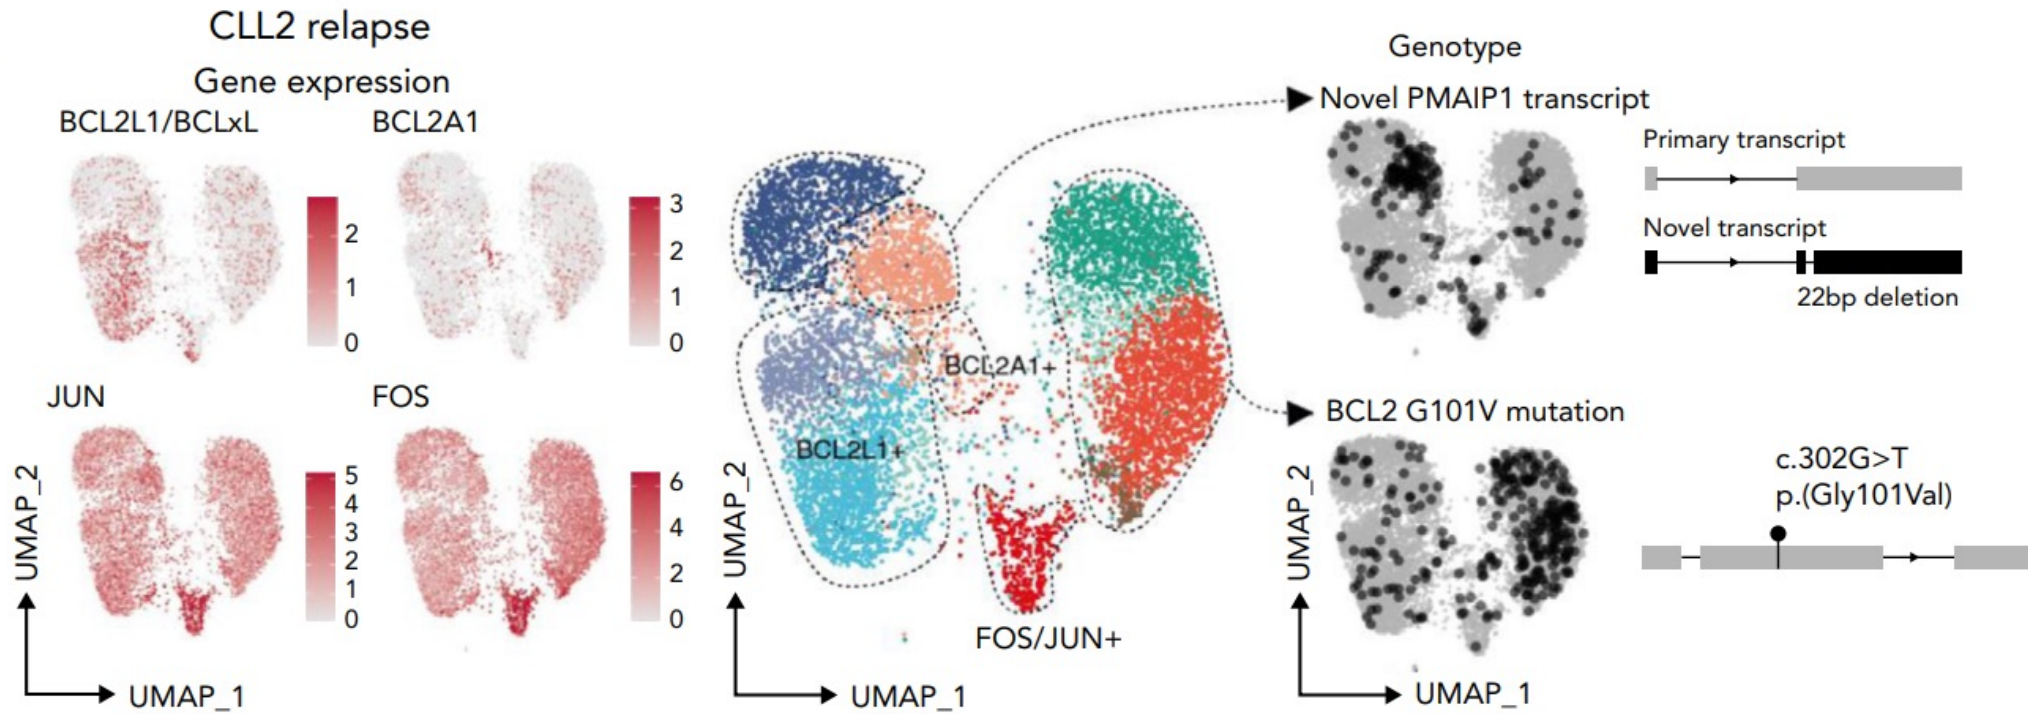 CLL2 relapse
Gene expression
BCL2L1/BCLxL
2
1
0
BCL2A1
3
2
1
0
JUN
5
4
3
2
1
0
FOS
6
4
2
0
UMAP_2
UMAP_1
BCL2A1+
BCL2L1+
FOS/JUN+
UMAP_2
UMAP_1
Genotype
Novel PMAIP1 transcript
Primary transcript
Novel transcript
22bp deletion
BCL2 G101V mutation
c.302G>T
p.(Gly101Val)
UMAP_2
UMAP_1